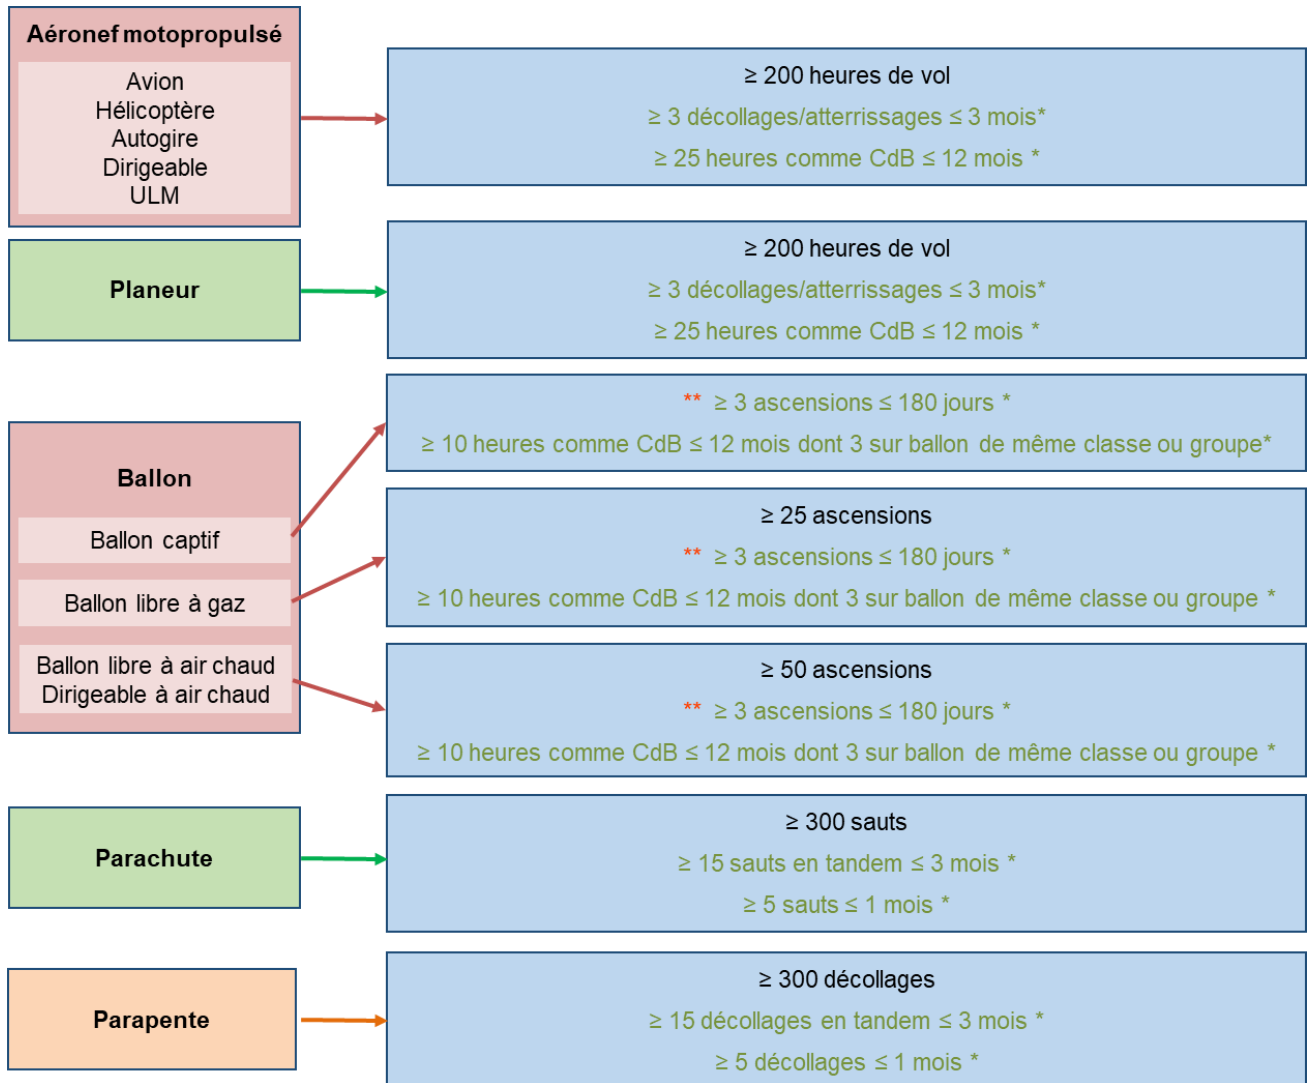 Aéronef motopropulsé
Avion
Hélicoptère
Autogire
Dirigeable
ULM
≥ 200 heures de vol
≥ 3 décollages/atterrissages ≤ 3 mois*
≥ 25 heures comme CdB ≤ 12 mois *
Planeur
≥ 200 heures de vol
≥ 3 décollages/atterrissages ≤ 3 mois*
≥ 25 heures comme CdB ≤ 12 mois *
Ballon
Ballon captif
** ≥ 3 ascensions ≤ 180 jours *
≥ 10 heures comme CdB ≤ 12 mois dont 3 sur ballon de même classe ou groupe*
Ballon libre à gaz
≥ 25 ascensions
** ≥ 3 ascensions ≤ 180 jours *
≥ 10 heures comme CdB ≤ 12 mois dont 3 sur ballon de même classe ou groupe *
Ballon libre à air chaud
Dirigeable à air chaud
≥ 50 ascensions
** ≥ 3 ascensions ≤ 180 jours *
≥ 10 heures comme CdB ≤ 12 mois dont 3 sur ballon de même classe ou groupe *
Parachute
≥ 300 sauts
≥ 15 sauts en tandem ≤ 3 mois *
≥ 5 sauts ≤ 1 mois *
Parapente
≥ 300 décollages
≥ 15 décollages en tandem ≤ 3 mois *
≥ 5 décollages ≤ 1 mois *